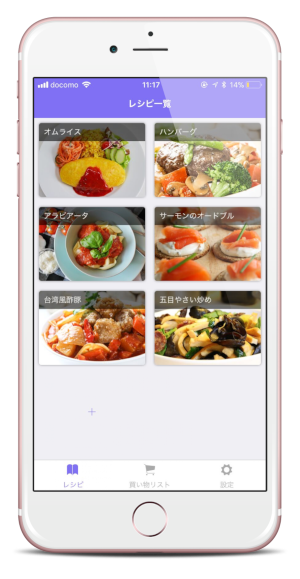 docomo 11:17 14%
レシピ一覧
オムライス
ハンバーグ
アラビアータ
サーモンのオードブル
台湾風酢豚
五目やさい炒め
+
レシピ
買い物リスト
設定